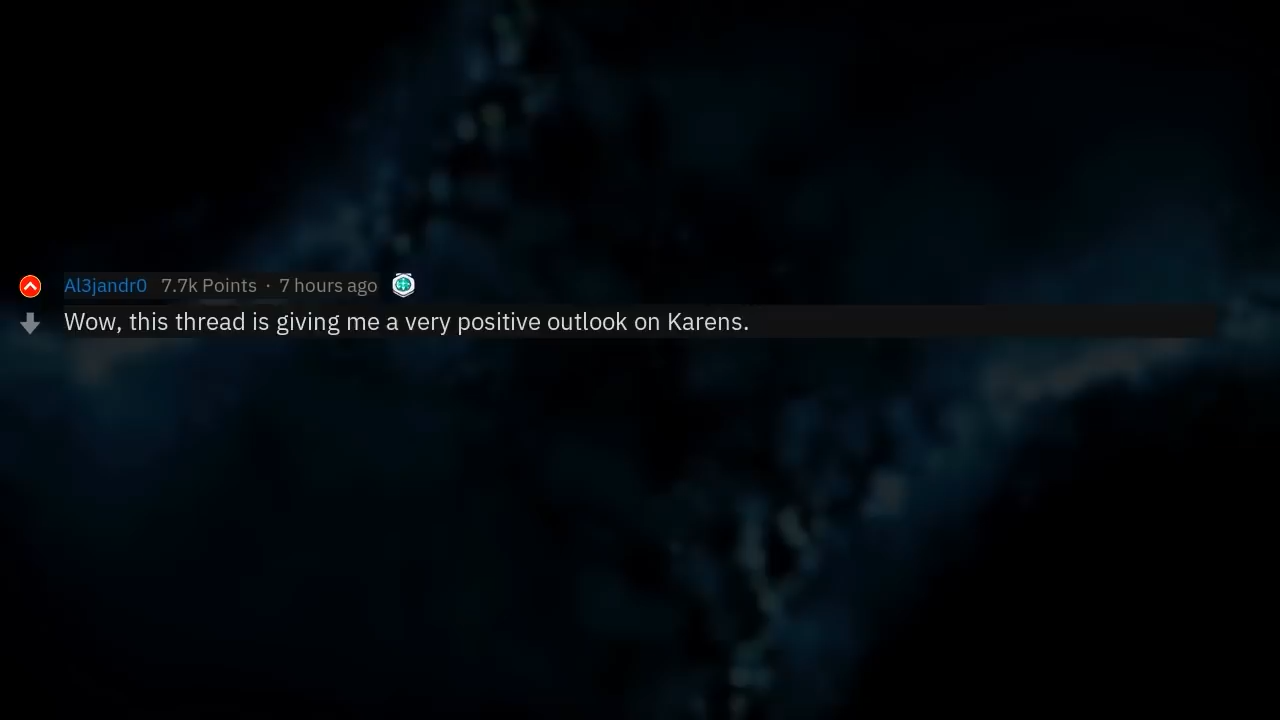 Al3jandr0 7.7k Points · 7 hours ago
Wow, this thread is giving me a very positive outlook on Karens.